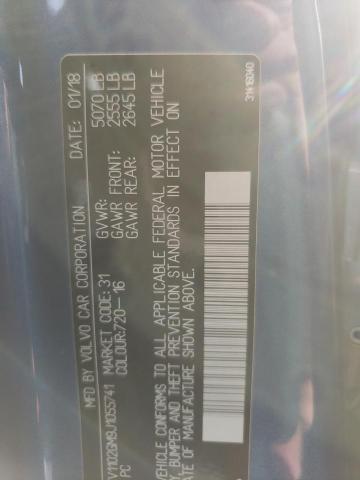 MFD BY VOLVO CAR CORPORATION DATE: 01/18
GVWR: 5070 LB
GAWR FRONT: 2555 LB
GAWR REAR: 2645 LB
MARKET CODE: 31
COLOUR:720-16
V1102GM9J1055741
PC
VEHICLE CONFORMS TO ALL APPLICABLE FEDERAL MOTOR VEHICLE
Y, BUMPER AND THEFT PREVENTION STANDARDS IN EFFECT ON
ATE OF MANUFACTURE SHOWN ABOVE.
31416040